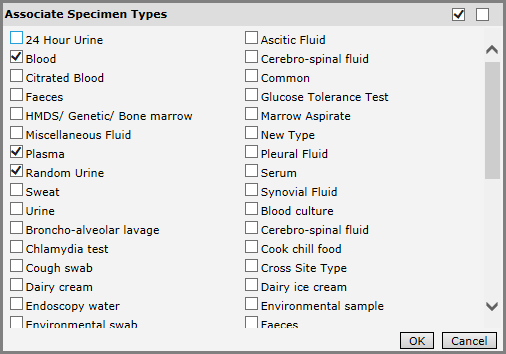 Associate Specimen Types
24 Hour Urine
Ascitic Fluid
Blood
Cerebro-spinal fluid
Citrated Blood
Common
Faeces
Glucose Tolerance Test
HMDS/ Genetic/ Bone marrow
Marrow Aspirate
Miscellaneous Fluid
New Type
Plasma
Pleural Fluid
Random Urine
Serum
Sweat
Synovial Fluid
Urine
Blood culture
Broncho-alveolar lavage
Cerebro-spinal fluid
Chlamydia test
Cook chill food
Cough swab
Cross Site Type
Dairy cream
Dairy ice cream
Endoscopy water
Environmental sample
Environmental swab
Faeces
OK
Cancel